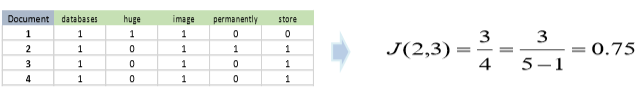 Document databases huge image permanently store
1 1 1 1 0 0
2 1 0 1 1 1
3 1 0 1 0 1
4 1 0 1 0 1
J(2,3) = 3/4 = 3/(5−1) = 0.75